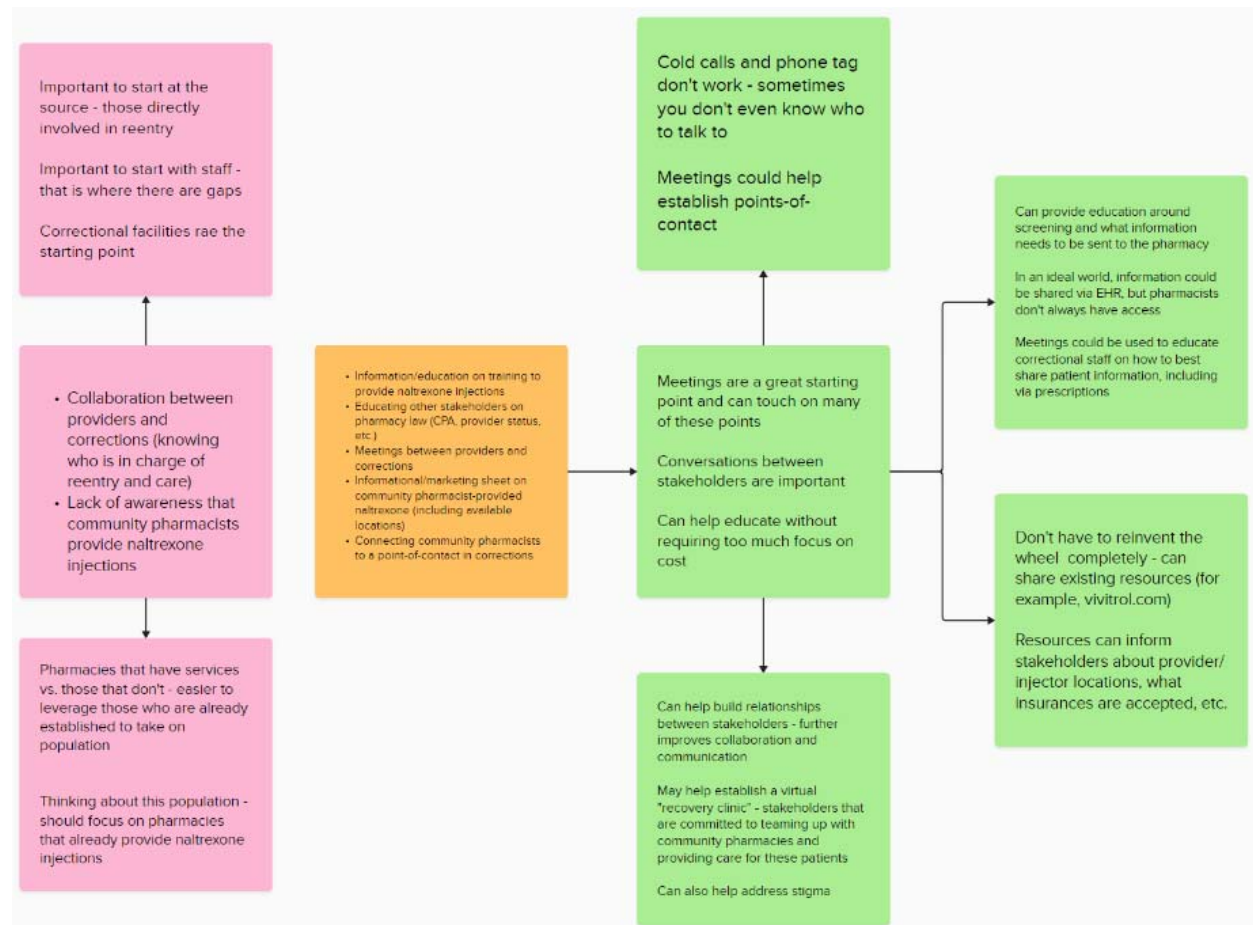 Important to start at the
source - those directly
involved in reentry
Important to start with staff -
that is where there are gaps
Correctional facilities rae the
starting point
• Collaboration between
providers and
corrections (knowing
who is in charge of
reentry and care)
• Lack of awareness that
community pharmacists
provide naltrexone
injections
Pharmacies that have services
vs. those that don't - easier to
leverage those who are already
established to take on
population
Thinking about this population -
should focus on pharmacies
that already provide naltrexone
injections
• Information/education on training to
provide naltrexone injections
• Educating other stakeholders on
pharmacy law (CPA, provider status,
etc.)
• Meetings between providers and
corrections
• Informational/marketing sheet on
community pharmacist-provided
naltrexone (including available
locations)
• Connecting community pharmacists
to a point-of-contact in corrections
Cold calls and phone tag
don't work - sometimes
you don't even know who
to talk to
Meetings could help
establish points-of-
contact
Meetings are a great starting
point and can touch on many
of these points
Conversations between
stakeholders are important
Can help educate without
requiring too much focus on
cost
Can help build relationships
between stakeholders - further
improves collaboration and
communication
May help establish a virtual
"recovery clinic" - stakeholders that
are committed to teaming up with
community pharmacies and
providing care for these patients
Can also help address stigma
Can provide education around
screening and what information
needs to be sent to the pharmacy
In an ideal world, information could
be shared via EHR, but pharmacists
don't always have access
Meetings could be used to educate
correctional staff on how to best
share patient information, including
via prescriptions
Don't have to reinvent the
wheel completely - can
share existing resources (for
example, vivitrol.com)
Resources can inform
stakeholders about provider/
injector locations, what
insurances are accepted, etc.